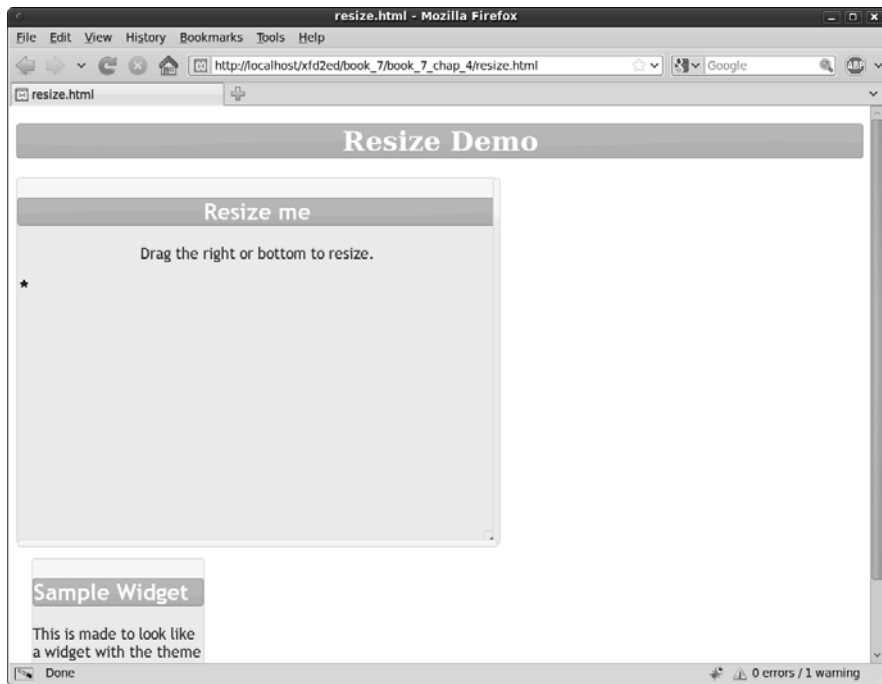 resize.html - Mozilla Firefox
File Edit View History Bookmarks Tools Help
http://localhost/xfd2ed/book_7/book_7_chap_4/resize.html
Google
ABP
resize.html
Resize Demo
Resize me
Drag the right or bottom to resize.
*
Sample Widget
This is made to look like
a widget with the theme
Done
0 errors / 1 warning